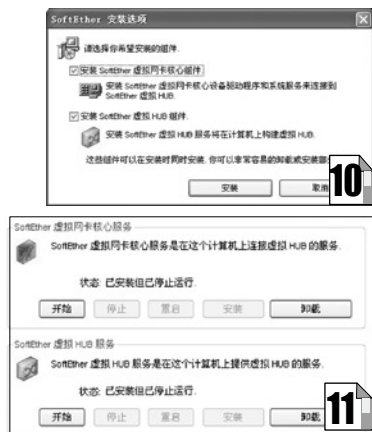 SoftEther 安装选项
请选择你希望安装的组件.
安装 SoftEther 虚拟网卡核心组件
安装 SoftEther 虚拟网卡核心设备驱动程序和系统服务来连接到
SoftEther 虚拟 HUB.
安装 SoftEther 虚拟 HUB 组件.
安装 SoftEther 虚拟 HUB 服务将在计算机上构建虚拟 HUB.
这些组件可以在安装时同时安装. 你可以非常容易的卸载或安装部
安装 取消
10
SoftEther 虚拟网卡核心服务
SoftEther 虚拟网卡核心服务是在这个计算机上连接虚拟 HUB 的服务.
状态: 已安装但已停止运行.
开始 停止 重启 安装 卸载
SoftEther 虚拟 HUB 服务
SoftEther 虚拟 HUB 服务是在这个计算机上提供虚拟 HUB 的服务.
状态: 已安装但已停止运行.
开始 停止 重启 安装 卸载
11